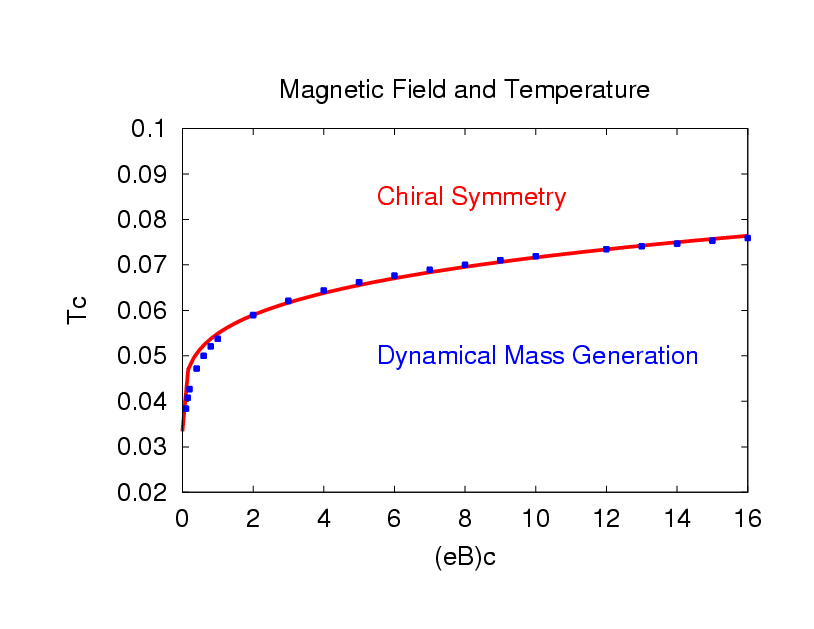 Magnetic Field and Temperature
0.1
0.09
0.08
0.07
0.06
0.05
0.04
0.03
0.02
Tc
Chiral Symmetry
Dynamical Mass Generation
0 2 4 6 8 10 12 14 16
(eB)c